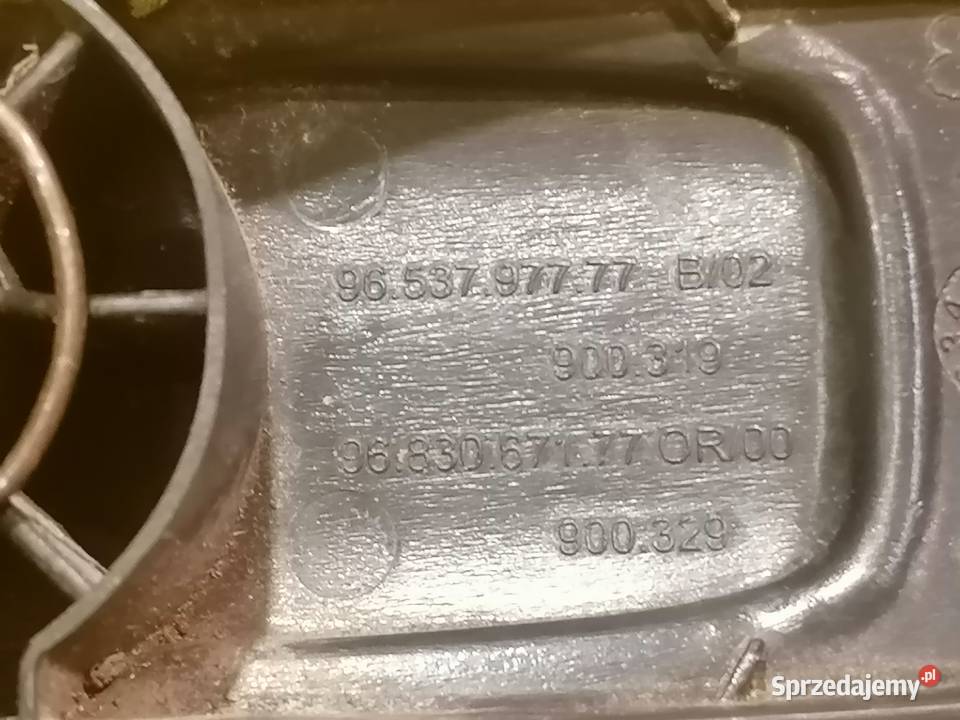 96.537.977.77 B/02
900.319
96.830.671.77 OR.00
900.329
Sprzedajemy.pl